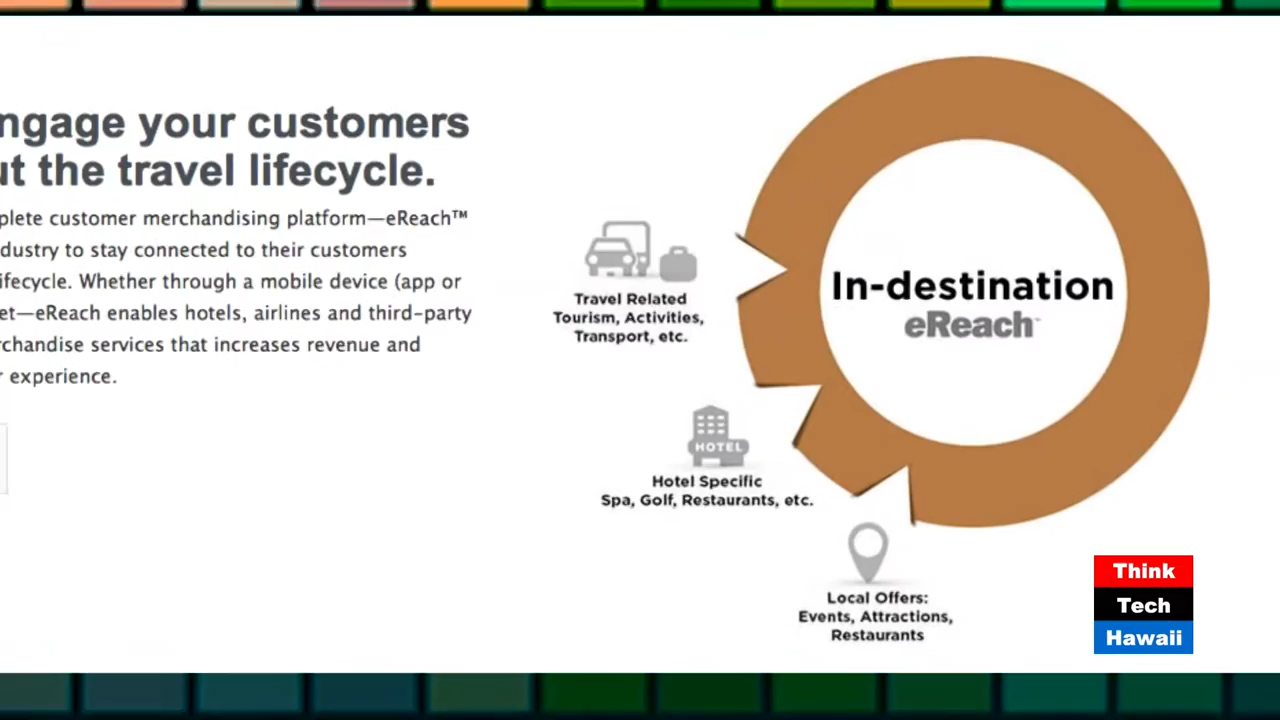 ngage your customers
ut the travel lifecycle.
plete customer merchandising platform—eReach™
dustry to stay connected to their customers
ifecycle. Whether through a mobile device (app or
et—eReach enables hotels, airlines and third-party
rchandise services that increases revenue and
r experience.
Travel Related
Tourism, Activities,
Transport, etc.
In-destination
eReach™
HOTEL
Hotel Specific
Spa, Golf, Restaurants, etc.
Local Offers:
Events, Attractions,
Restaurants
Think
Tech
Hawaii